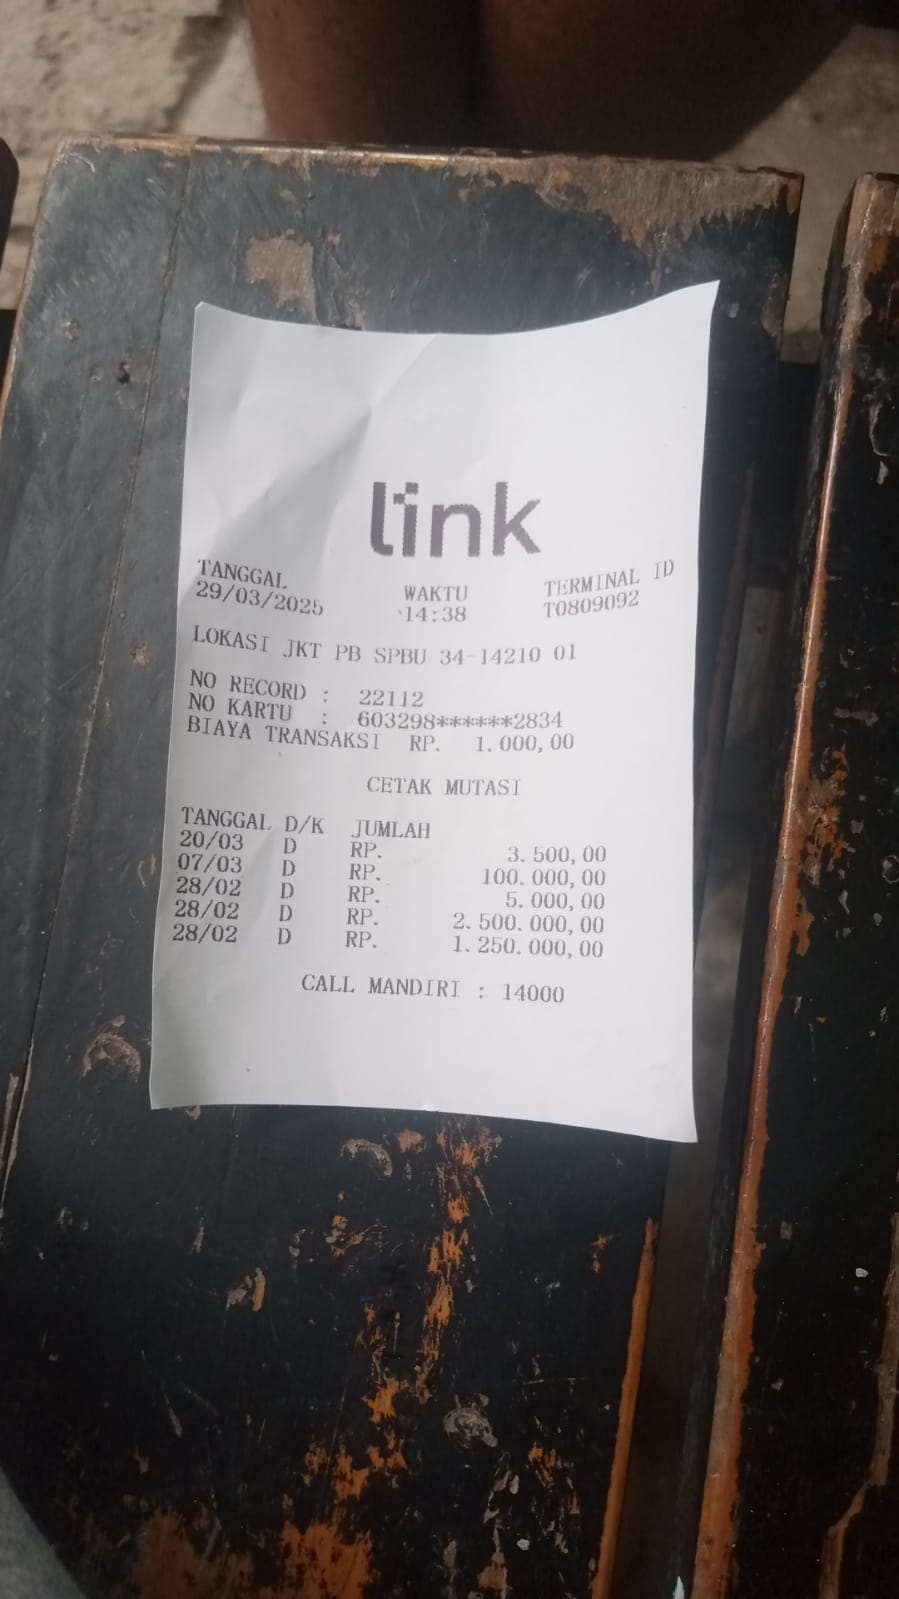 link
TANGGAL WAKTU TERMINAL ID
29/03/2025 14:38 T0809092
LOKASI JKT PB SPBU 34-14210 01
NO RECORD : 22112
NO KARTU : 603298******2834
BIAYA TRANSAKSI RP. 1.000,00
CETAK MUTASI
TANGGAL D/K JUMLAH
20/03 D RP. 3.500,00
07/03 D RP. 100.000,00
28/02 D RP. 5.000,00
28/02 D RP. 2.500.000,00
28/02 D RP. 1.250.000,00
CALL MANDIRI : 14000